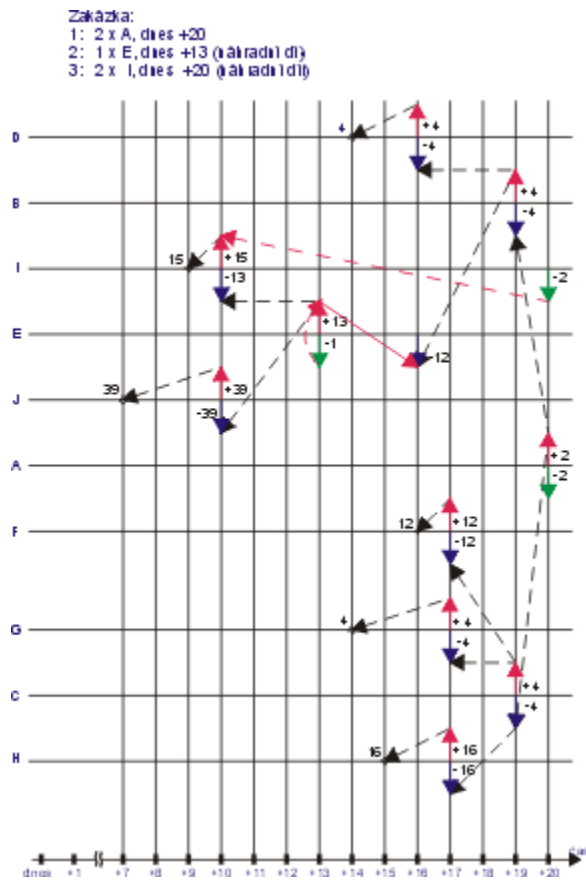 Zakázka:
1: 2 x A, dnes +20
2: 1 x E, dnes +13 (náhradní díl)
3: 2 x I, dnes +20 (náhradní díl)
D
4
+4
-4
B
+4
-4
I
15
+15
-13
-2
E
+13
-1
-12
J
39
+39
-39
A
+2
-2
F
12
+12
-12
G
4
+4
-4
C
+4
-4
H
16
+16
-16
čas
dnes +1 +7 +8 +9 +10 +11 +12 +13 +14 +15 +16 +17 +18 +19 +20